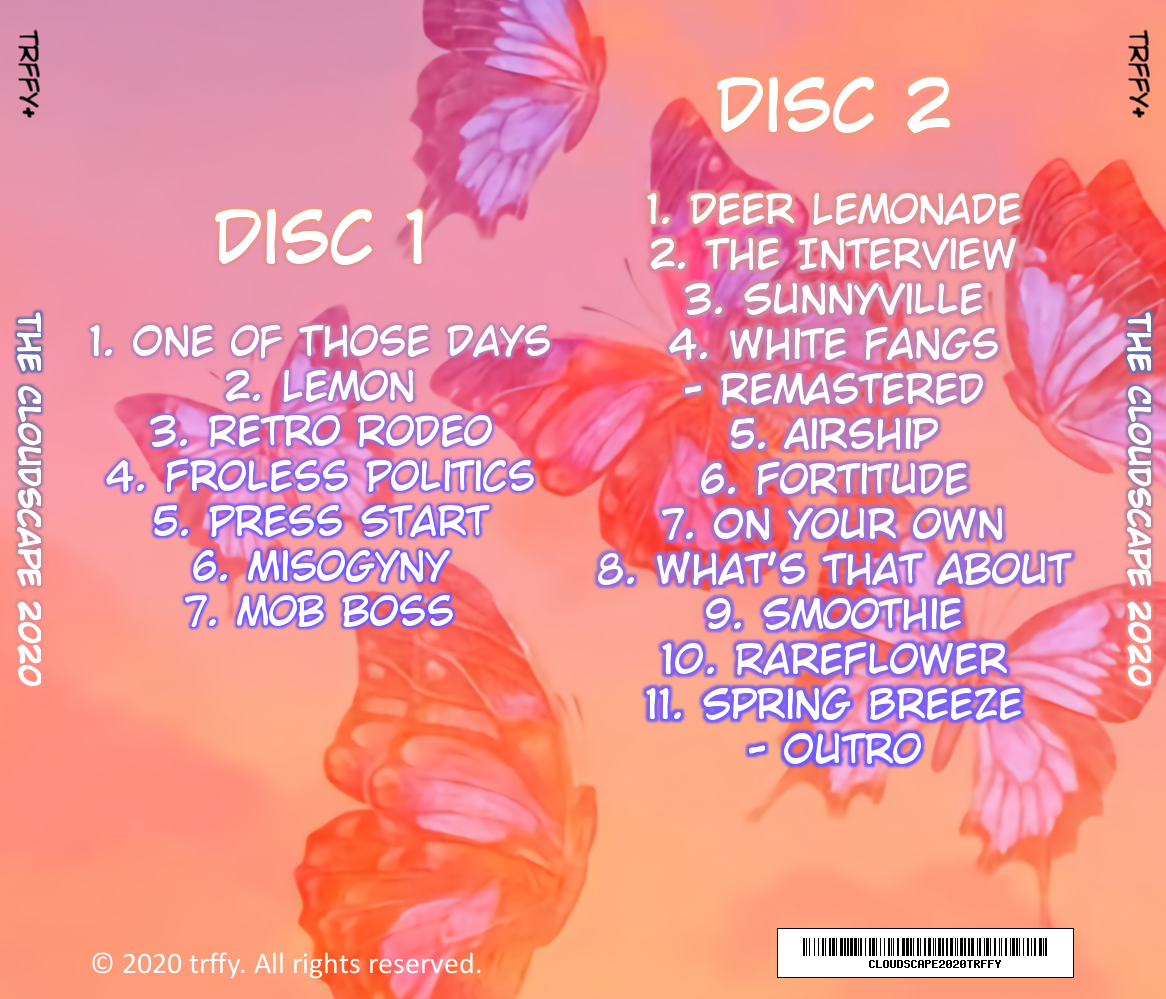 TRFFY+
THE CLOUDSCAPE 2020
DISC 1
1. ONE OF THOSE DAYS
2. LEMON
3. RETRO RODEO
4. FROLESS POLITICS
5. PRESS START
6. MISOGYNY
7. MOB BOSS
DISC 2
1. DEER LEMONADE
2. THE INTERVIEW
3. SUNNYVILLE
4. WHITE FANGS
- REMASTERED
5. AIRSHIP
6. FORTITUDE
7. ON YOUR OWN
8. WHAT'S THAT ABOUT
9. SMOOTHIE
10. RAREFLOWER
11. SPRING BREEZE
- OUTRO
TRFFY+
THE CLOUDSCAPE 2020
© 2020 trffy. All rights reserved.
CLOUDSCAPE2020TRFFY